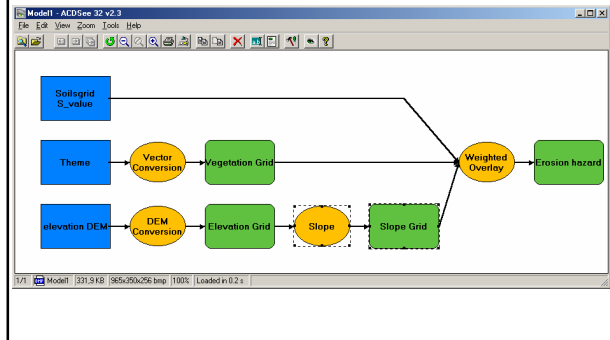 Model1 - ACDSee 32 v2.3
File Edit View Zoom Tools Help
Soilsgrid
S_value
Theme
Vector
Conversion
Vegetation Grid
Weighted
Overlay
Erosion hazard
elevation DEM
DEM
Conversion
Elevation Grid
Slope
Slope Grid
1/1 Model1 331,9 KB 965x350x256 bmp 100% Loaded in 0.2 s